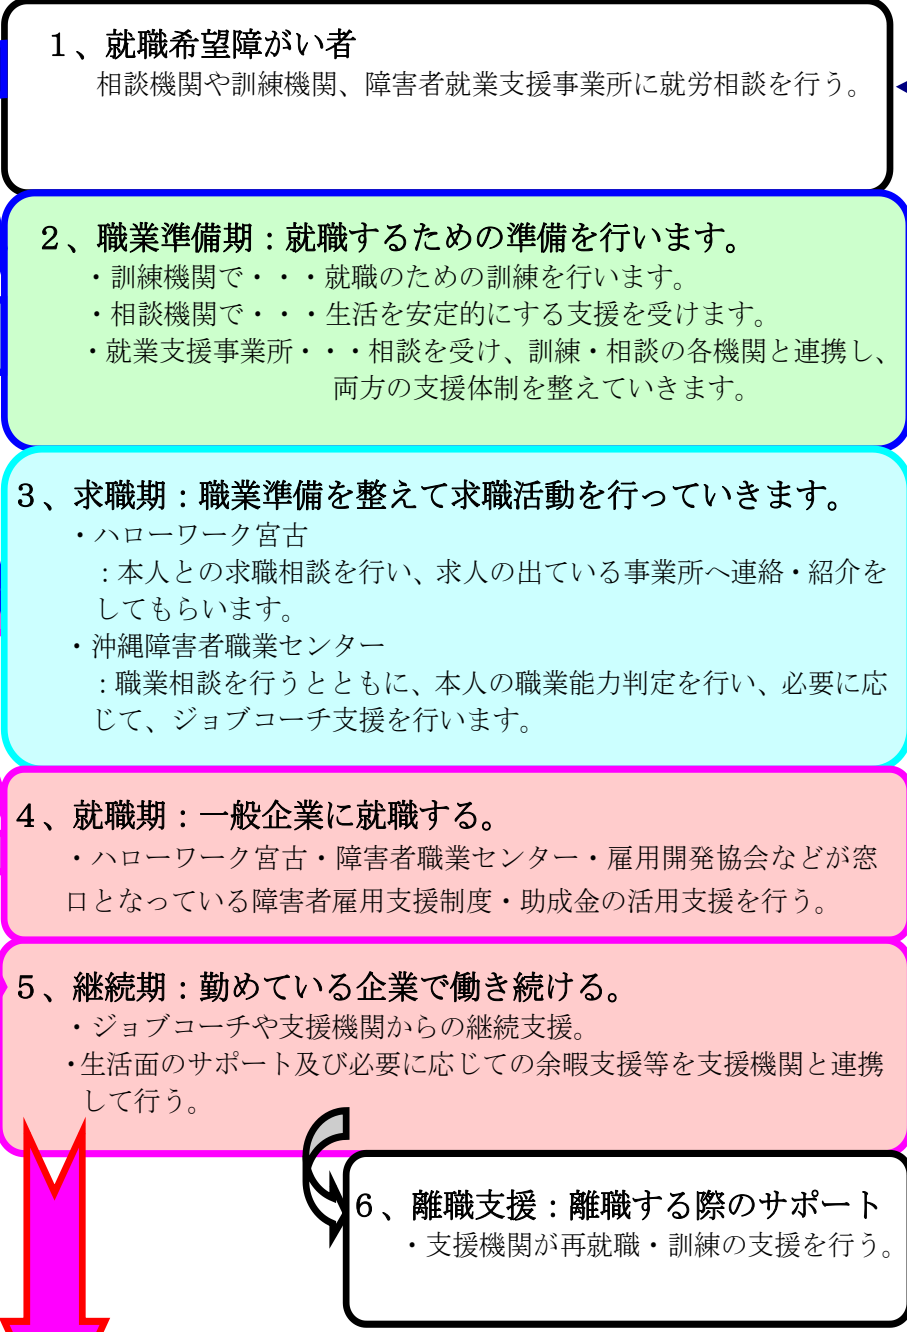 １、就職希望障がい者
相談機関や訓練機関、障害者就業支援事業所に就労相談を行う。
２、職業準備期：就職するための準備を行います。
・訓練機関で・・・就職のための訓練を行います。
・相談機関で・・・生活を安定的にする支援を受けます。
・就業支援事業所・・・相談を受け、訓練・相談の各機関と連携し、
両方の支援体制を整えていきます。
３、求職期：職業準備を整えて求職活動を行っていきます。
・ハローワーク宮古
：本人との求職相談を行い、求人の出ている事業所へ連絡・紹介を
してもらいます。
・沖縄障害者職業センター
：職業相談を行うとともに、本人の職業能力判定を行い、必要に応
じて、ジョブコーチ支援を行います。
４、就職期：一般企業に就職する。
・ハローワーク宮古・障害者職業センター・雇用開発協会などが窓
口となっている障害者雇用支援制度・助成金の活用支援を行う。
５、継続期：勤めている企業で働き続ける。
・ジョブコーチや支援機関からの継続支援。
・生活面のサポート及び必要に応じての余暇支援等を支援機関と連携
して行う。
６、離職支援：離職する際のサポート
・支援機関が再就職・訓練の支援を行う。